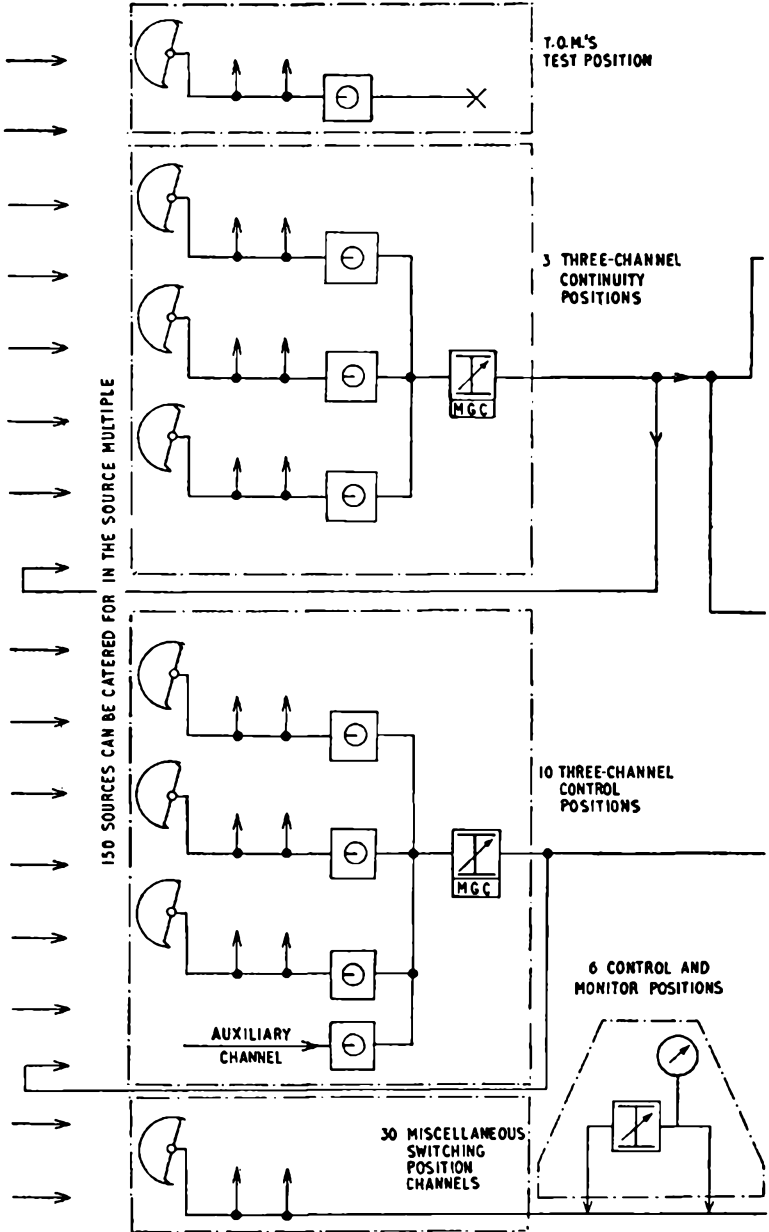 T.O.M.'S
TEST POSITION
3 THREE-CHANNEL
CONTINUITY
POSITIONS
MGC
150 SOURCES CAN BE CATERED FOR IN THE SOURCE MULTIPLE
10 THREE-CHANNEL
CONTROL
POSITIONS
MGC
6 CONTROL AND
MONITOR POSITIONS
AUXILIARY
CHANNEL
30 MISCELLANEOUS
SWITCHING
POSITION
CHANNELS